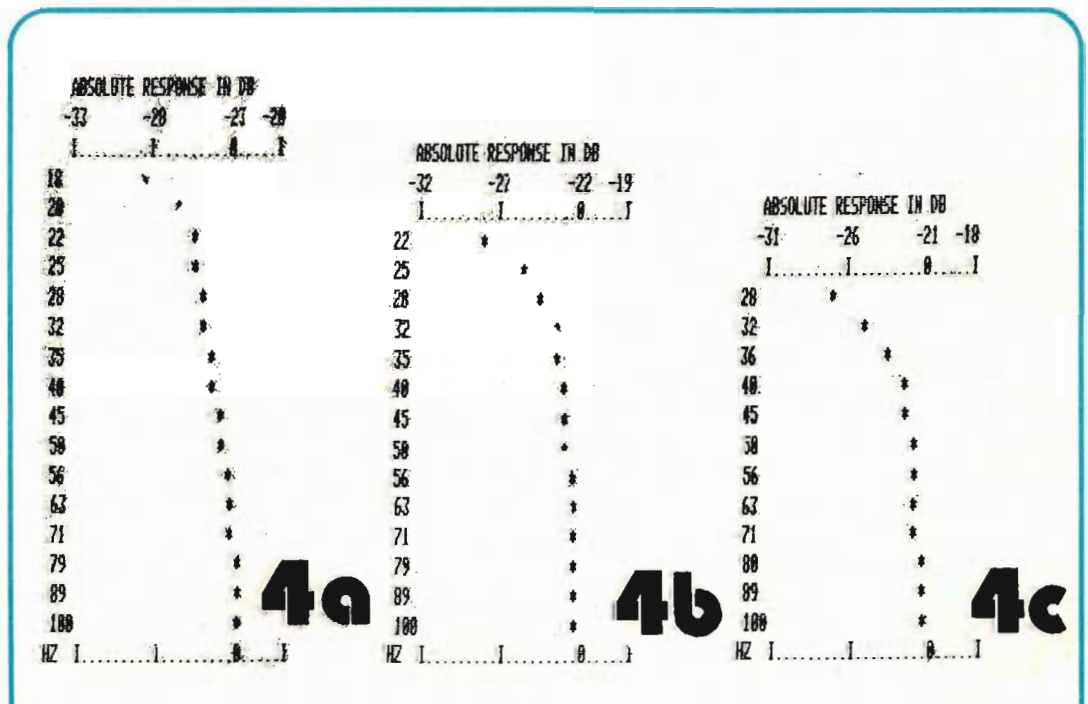 ABSOLUTE RESPONSE IN DB
-33 -28 -23 -20
I.........I.........0.....I
18 *
20 *
22 *
25 *
28 *
32 *
35 *
40 *
45 *
50 *
56 *
63 *
71 *
79 *
89 *
100 *
HZ I.........I.........0.....I
4a
ABSOLUTE RESPONSE IN DB
-32 -27 -22 -19
I.........I.........0.....I
22 *
25 *
28 *
32 *
35 *
40 *
45 *
50 *
56 *
63 *
71 *
79 *
89 *
100 *
HZ I.........I.........0.....I
4b
ABSOLUTE RESPONSE IN DB
-31 -26 -21 -18
I.........I.........0.....I
28 *
32 *
36 *
40 *
45 *
50 *
56 *
63 *
71 *
80 *
89 *
100 *
HZ I.........I.........0.....I
4c